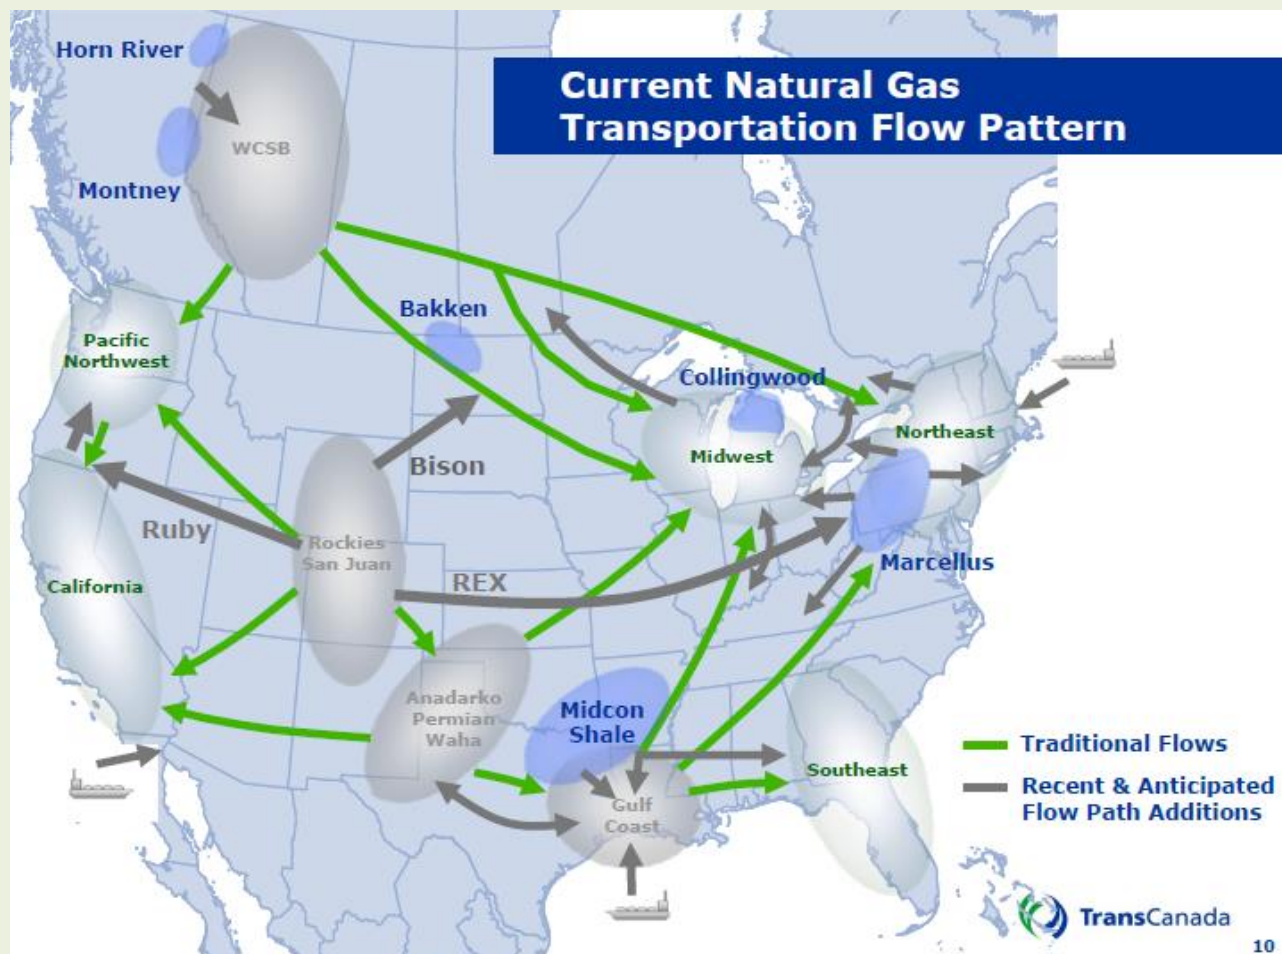 Current Natural Gas
Transportation Flow Pattern
Horn River
WCSB
Montney
Bakken
Pacific
Northwest
Collingwood
Northeast
Midwest
Bison
Ruby
Rockies
San Juan
REX
Marcellus
California
Anadarko
Permian
Waha
Midcon
Shale
Gulf
Coast
Southeast
Traditional Flows
Recent & Anticipated
Flow Path Additions
TransCanada
10